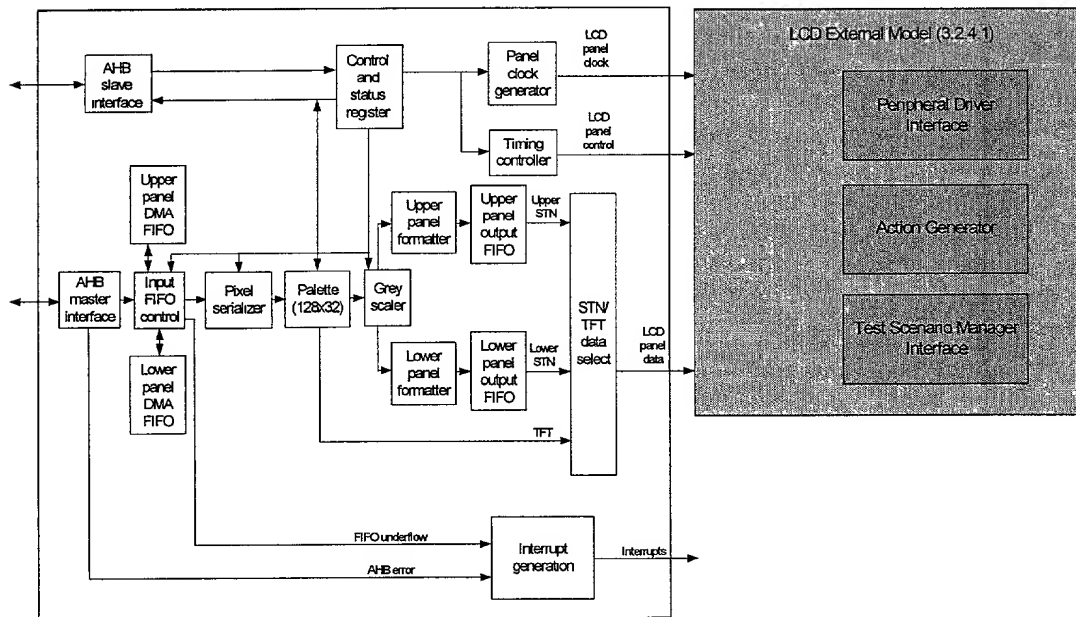 LCD External Model (3.2.4.1)
Peripheral Driver
Interface
Action Generator
Test Scenario Manager
Interface
AHB
slave
interface
Control
and
status
register
Panel
clock
generator
LCD
panel
clock
Timing
controller
LCD
panel
control
Upper
panel
DMA
FIFO
Upper
panel
formatter
Upper
panel
output
FIFO
Upper
STN
AHB
master
interface
Input
FIFO
control
Pixel
serializer
Palette
(128x32)
Grey
scaler
STN/
TFT
data
select
LCD
panel
data
Lower
panel
DMA
FIFO
Lower
panel
formatter
Lower
panel
output
FIFO
Lower
STN
TFT
FIFO underflow
AHB error
Interrupt
generation
Interrupts